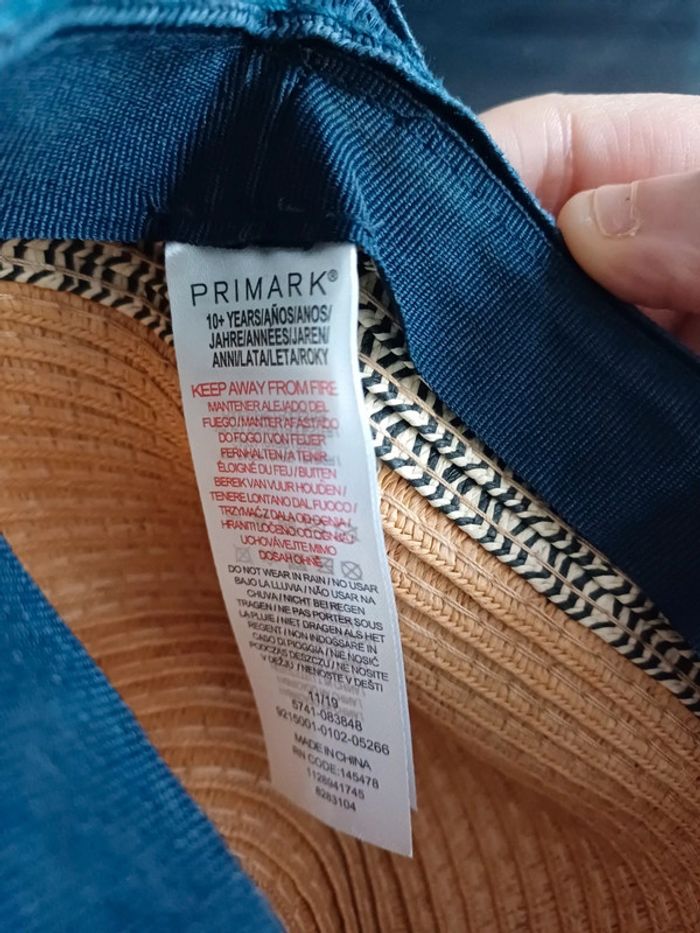 PRIMARK®
10+ YEARS/AÑOS/ANOS/
JAHRE/ANNÉES/JAREN/
ANNI/LATA/LETA/ROKY
KEEP AWAY FROM FIRE
MANTENER ALEJADO DEL
FUEGO / MANTER AFASTADO
DO FOGO / VON FEUER
FERNHALTEN / A TENIR
ÉLOIGNÉ DU FEU / BUITEN
BEREIK VAN VUUR HOUDEN /
TENERE LONTANO DAL FUOCO /
TRZYMAĆ Z DALA OD OGNIA /
HRANITI LOČENO OD OGNJA /
UCHOVÁVEJTE MIMO
DOSAH OHNĚ
DO NOT WEAR IN RAIN / NO USAR
BAJO LA LLUVIA / NÃO USAR NA
CHUVA / NICHT BEI REGEN
TRAGEN / NE PAS PORTER SOUS
LA PLUIE / NIET DRAGEN ALS HET
REGENT / NON INDOSSARE IN
CASO DI PIOGGIA / NIE NOSIĆ
PODCZAS DESZCZU / NE NOSITE
V DEŽJU / NENOSTE V DEŠTI
11/19
5741-083848
9215001-0102-05266
MADE IN CHINA
RN CODE: 145478
1128941745
8283104